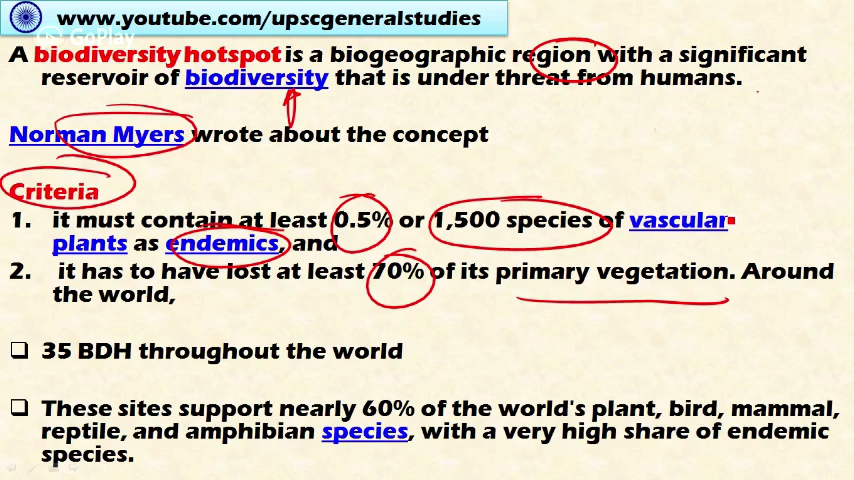 www.youtube.com/upscgeneralstudies
GoPlay
A biodiversity hotspot is a biogeographic region with a significant
reservoir of biodiversity that is under threat from humans.
Norman Myers wrote about the concept
Criteria
1. it must contain at least 0.5% or 1,500 species of vascular
plants as endemics, and
2. it has to have lost at least 70% of its primary vegetation. Around
the world,
❑ 35 BDH throughout the world
❑ These sites support nearly 60% of the world's plant, bird, mammal,
reptile, and amphibian species, with a very high share of endemic
species.